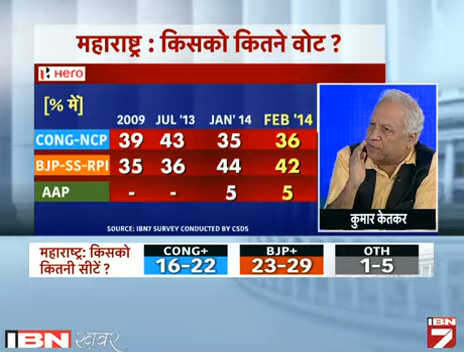 महाराष्ट्र : किसको कितने वोट ?
Hero
[% में]
2009 JUL '13 JAN' 14 FEB '14
CONG-NCP 39 43 35 36
BJP-SS-RPI 35 36 44 42
AAP - - 5 5
SOURCE: IBN7 SURVEY CONDUCTED BY CSDS
कुमार केतकर
महाराष्ट्र: किसको कितनी सीटें ?
CONG+ BJP+ OTH
16-22 23-29 1-5
IBN ख़बर
IBN
7